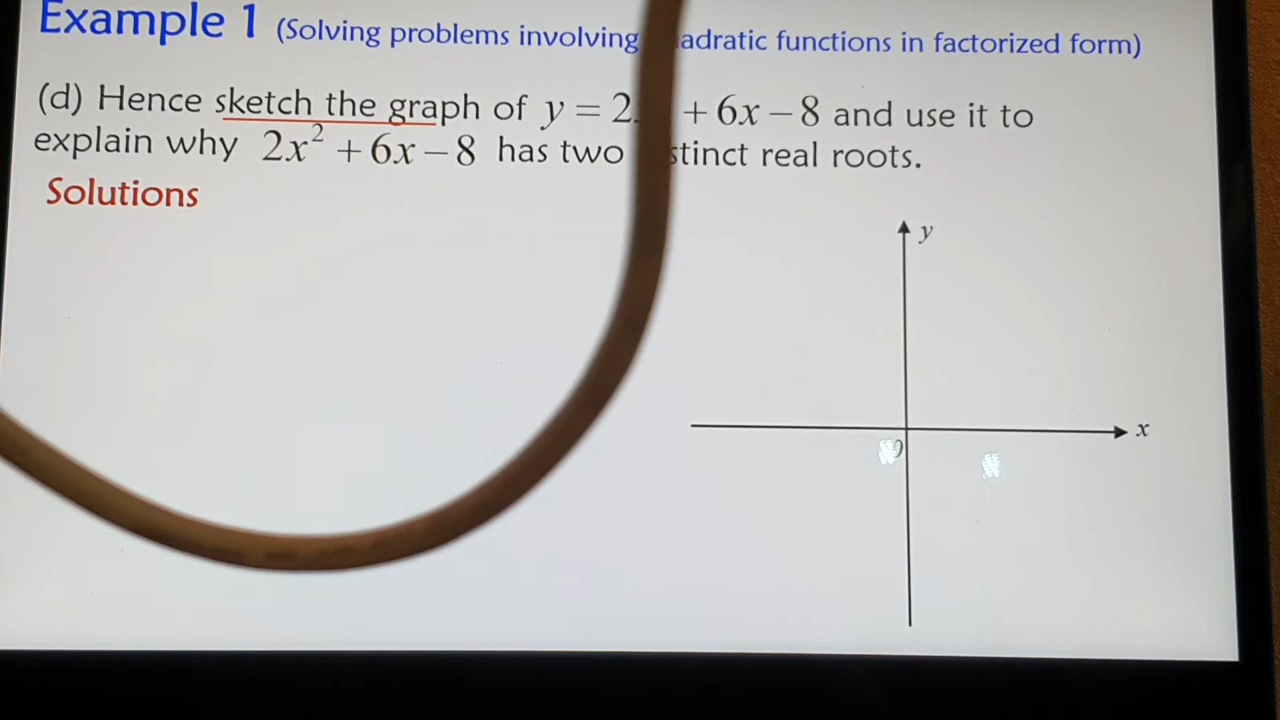 Example 1 (Solving problems involving adratic functions in factorized form)
(d) Hence sketch the graph of y = 2 + 6x − 8 and use it to
explain why 2x² + 6x − 8 has two stinct real roots.
Solutions
y
x